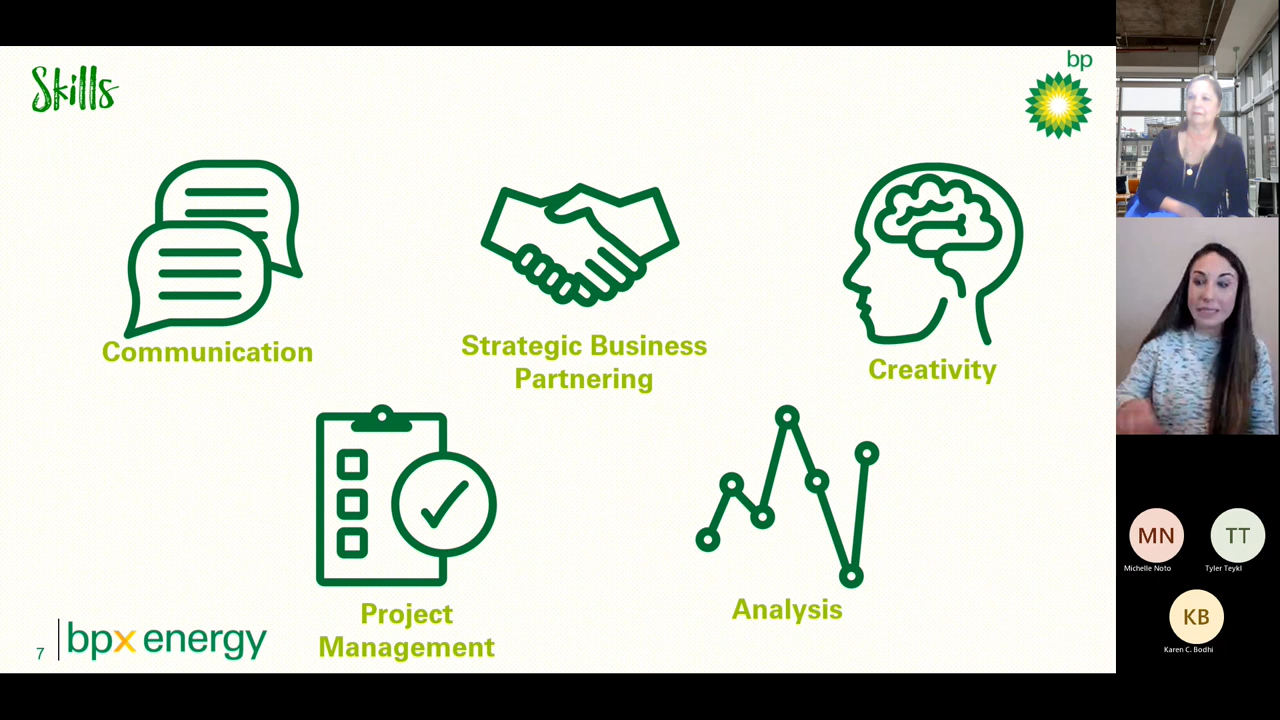 Skills
bp
Communication
Strategic Business
Partnering
Creativity
Project
Management
Analysis
7
bpx energy
MN
Michelle Noto
TT
Tyler Teykl
KB
Karen C. Bodhi